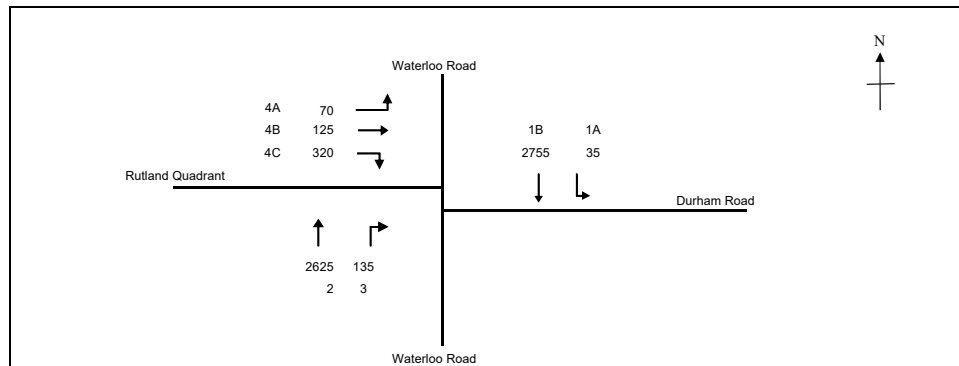 N
Waterloo Road
4A 70
4B 125
4C 320
1B 1A
2755 35
Rutland Quadrant
Durham Road
2625 135
2 3
Waterloo Road